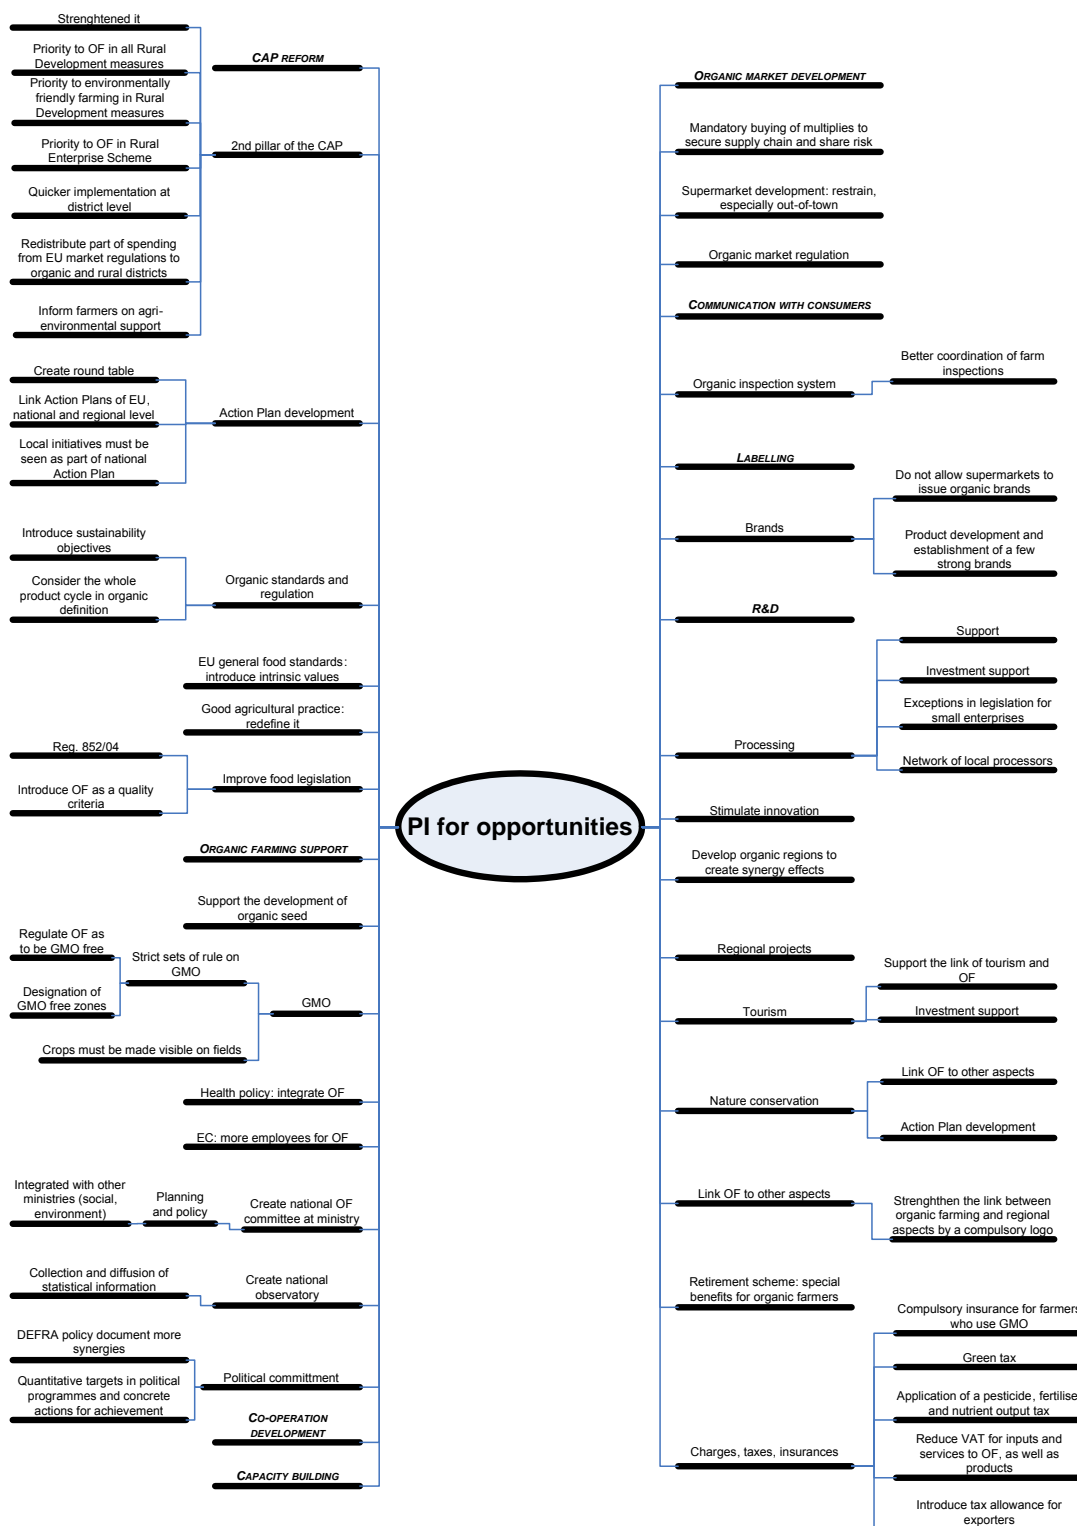 Strenghtened it
Priority to OF in all Rural
Development measures
Priority to environmentally
friendly farming in Rural
Development measures
Priority to OF in Rural
Enterprise Scheme
Quicker implementation at
district level
Redistribute part of spending
from EU market regulations to
organic and rural districts
Inform farmers on agri-
environmental support
CAP REFORM
2nd pillar of the CAP
Create round table
Link Action Plans of EU,
national and regional level
Local initiatives must be
seen as part of national
Action Plan
Action Plan development
Introduce sustainability
objectives
Consider the whole
product cycle in organic
definition
Organic standards and
regulation
EU general food standards:
introduce intrinsic values
Good agricultural practice:
redefine it
Reg. 852/04
Introduce OF as a quality
criteria
Improve food legislation
ORGANIC FARMING SUPPORT
Support the development of
organic seed
Regulate OF as
to be GMO free
Designation of
GMO free zones
Strict sets of rule on
GMO
Crops must be made visible on fields
GMO
Health policy: integrate OF
EC: more employees for OF
Integrated with other
ministries (social,
environment)
Planning
and policy
Create national OF
committee at ministry
Collection and diffusion of
statistical information
Create national
observatory
DEFRA policy document more
synergies
Quantitative targets in political
programmes and concrete
actions for achievement
Political committment
CO-OPERATION
DEVELOPMENT
CAPACITY BUILDING
PI for opportunities
ORGANIC MARKET DEVELOPMENT
Mandatory buying of multiplies to
secure supply chain and share risk
Supermarket development: restrain,
especially out-of-town
Organic market regulation
COMMUNICATION WITH CONSUMERS
Organic inspection system
Better coordination of farm
inspections
LABELLING
Brands
Do not allow supermarkets to
issue organic brands
Product development and
establishment of a few
strong brands
R&D
Processing
Support
Investment support
Exceptions in legislation for
small enterprises
Network of local processors
Stimulate innovation
Develop organic regions to
create synergy effects
Regional projects
Tourism
Support the link of tourism and
OF
Investment support
Nature conservation
Link OF to other aspects
Action Plan development
Link OF to other aspects
Strenghthen the link between
organic farming and regional
aspects by a compulsory logo
Retirement scheme: special
benefits for organic farmers
Charges, taxes, insurances
Compulsory insurance for farmers
who use GMO
Green tax
Application of a pesticide, fertilise
and nutrient output tax
Reduce VAT for inputs and
services to OF, as well as
products
Introduce tax allowance for
exporters